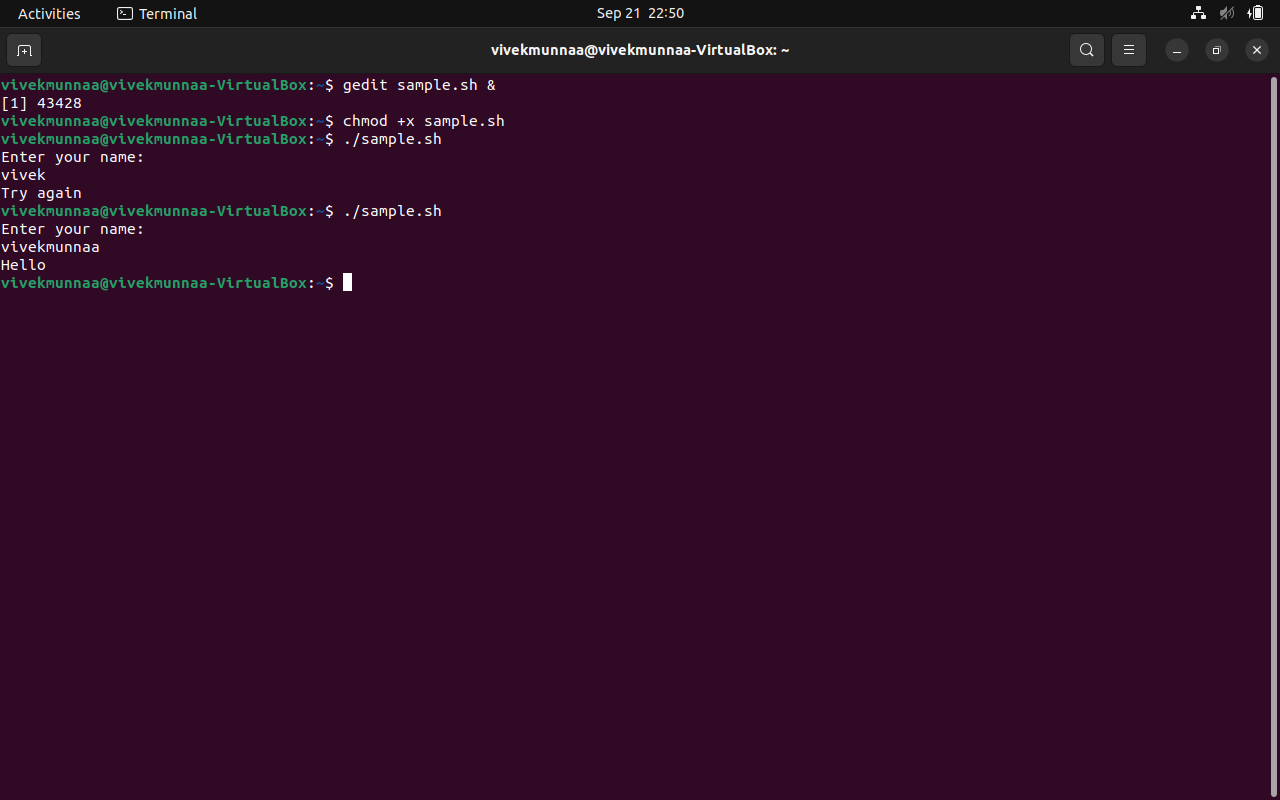 Activities Terminal Sep 21 22:50
vivekmunnaa@vivekmunnaa-VirtualBox: ~
vivekmunnaa@vivekmunnaa-VirtualBox:~$ gedit sample.sh &
[1] 43428
vivekmunnaa@vivekmunnaa-VirtualBox:~$ chmod +x sample.sh
vivekmunnaa@vivekmunnaa-VirtualBox:~$ ./sample.sh
Enter your name:
vivek
Try again
vivekmunnaa@vivekmunnaa-VirtualBox:~$ ./sample.sh
Enter your name:
vivekmunnaa
Hello
vivekmunnaa@vivekmunnaa-VirtualBox:~$